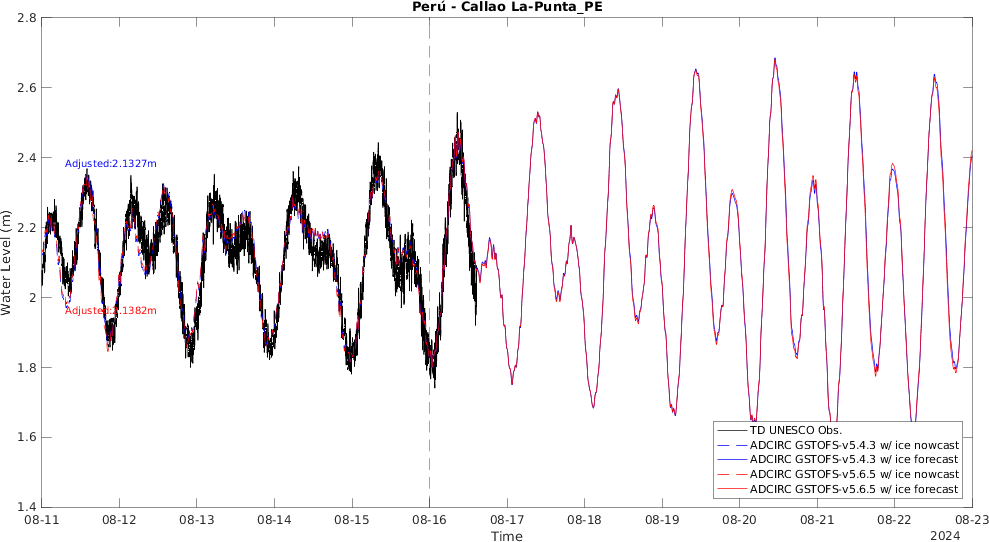 Perú - Callao La-Punta_PE
2.8
2.6
2.4
2.2
2
1.8
1.6
1.4
Water Level (m)
Adjusted:2.1327m
Adjusted:2.1382m
TD UNESCO Obs.
ADCIRC GSTOFS-v5.4.3 w/ ice nowcast
ADCIRC GSTOFS-v5.4.3 w/ ice forecast
ADCIRC GSTOFS-v5.6.5 w/ ice nowcast
ADCIRC GSTOFS-v5.6.5 w/ ice forecast
08-11 08-12 08-13 08-14 08-15 08-16 08-17 08-18 08-19 08-20 08-21 08-22 08-23
Time
2024